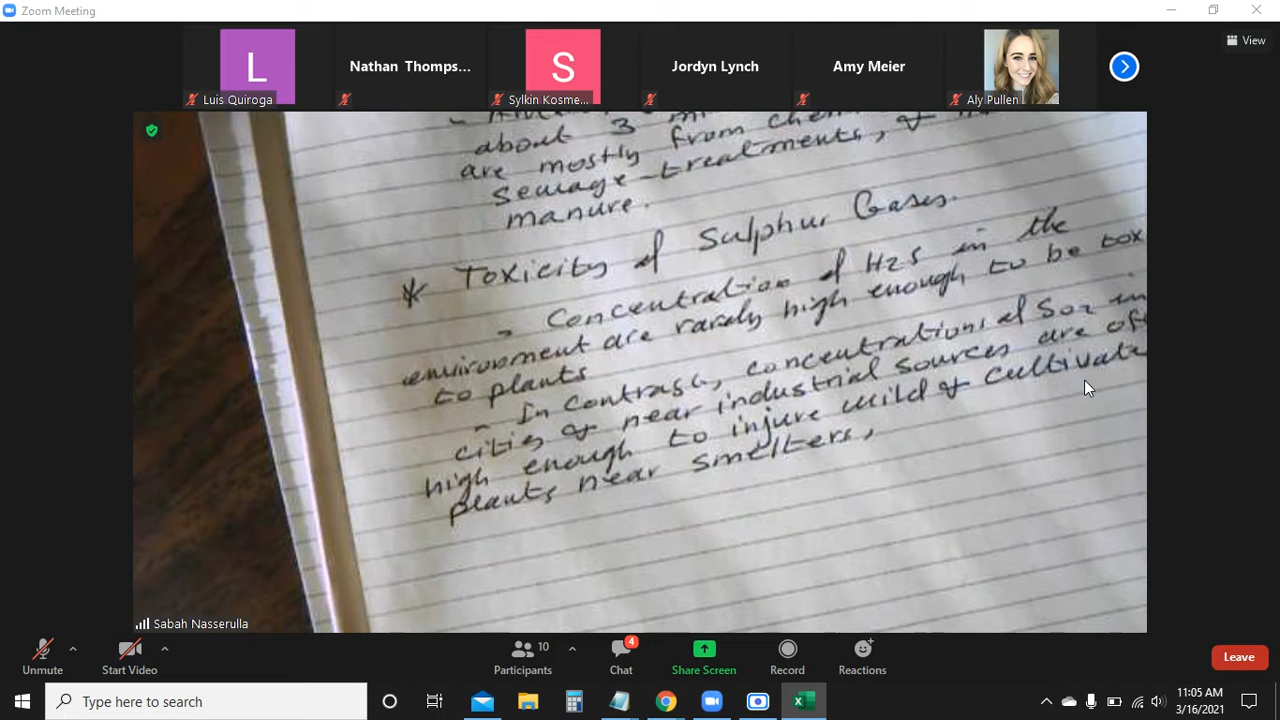 Zoom Meeting
View
L
Luis Quiroga
Nathan Thomps...
S
Sylkin Kosme...
Jordyn Lynch
Amy Meier
Aly Pullen
about 3
are mostly from
sewage-treatments, &
manure.
* Toxicity of Sulphur Gases.
- Concentration of H2S in the
environment are rarely high enough to be tox
to plants
- In contrast, concentrations of SO2 in
cities & near industrial sources are oft
high enough to injure wild & cultivate
plants near smelters,
Sabah Nasserulla
Unmute
Start Video
10
Participants
4
Chat
Share Screen
Record
Reactions
Leave
Type here to search
11:05 AM
3/16/2021